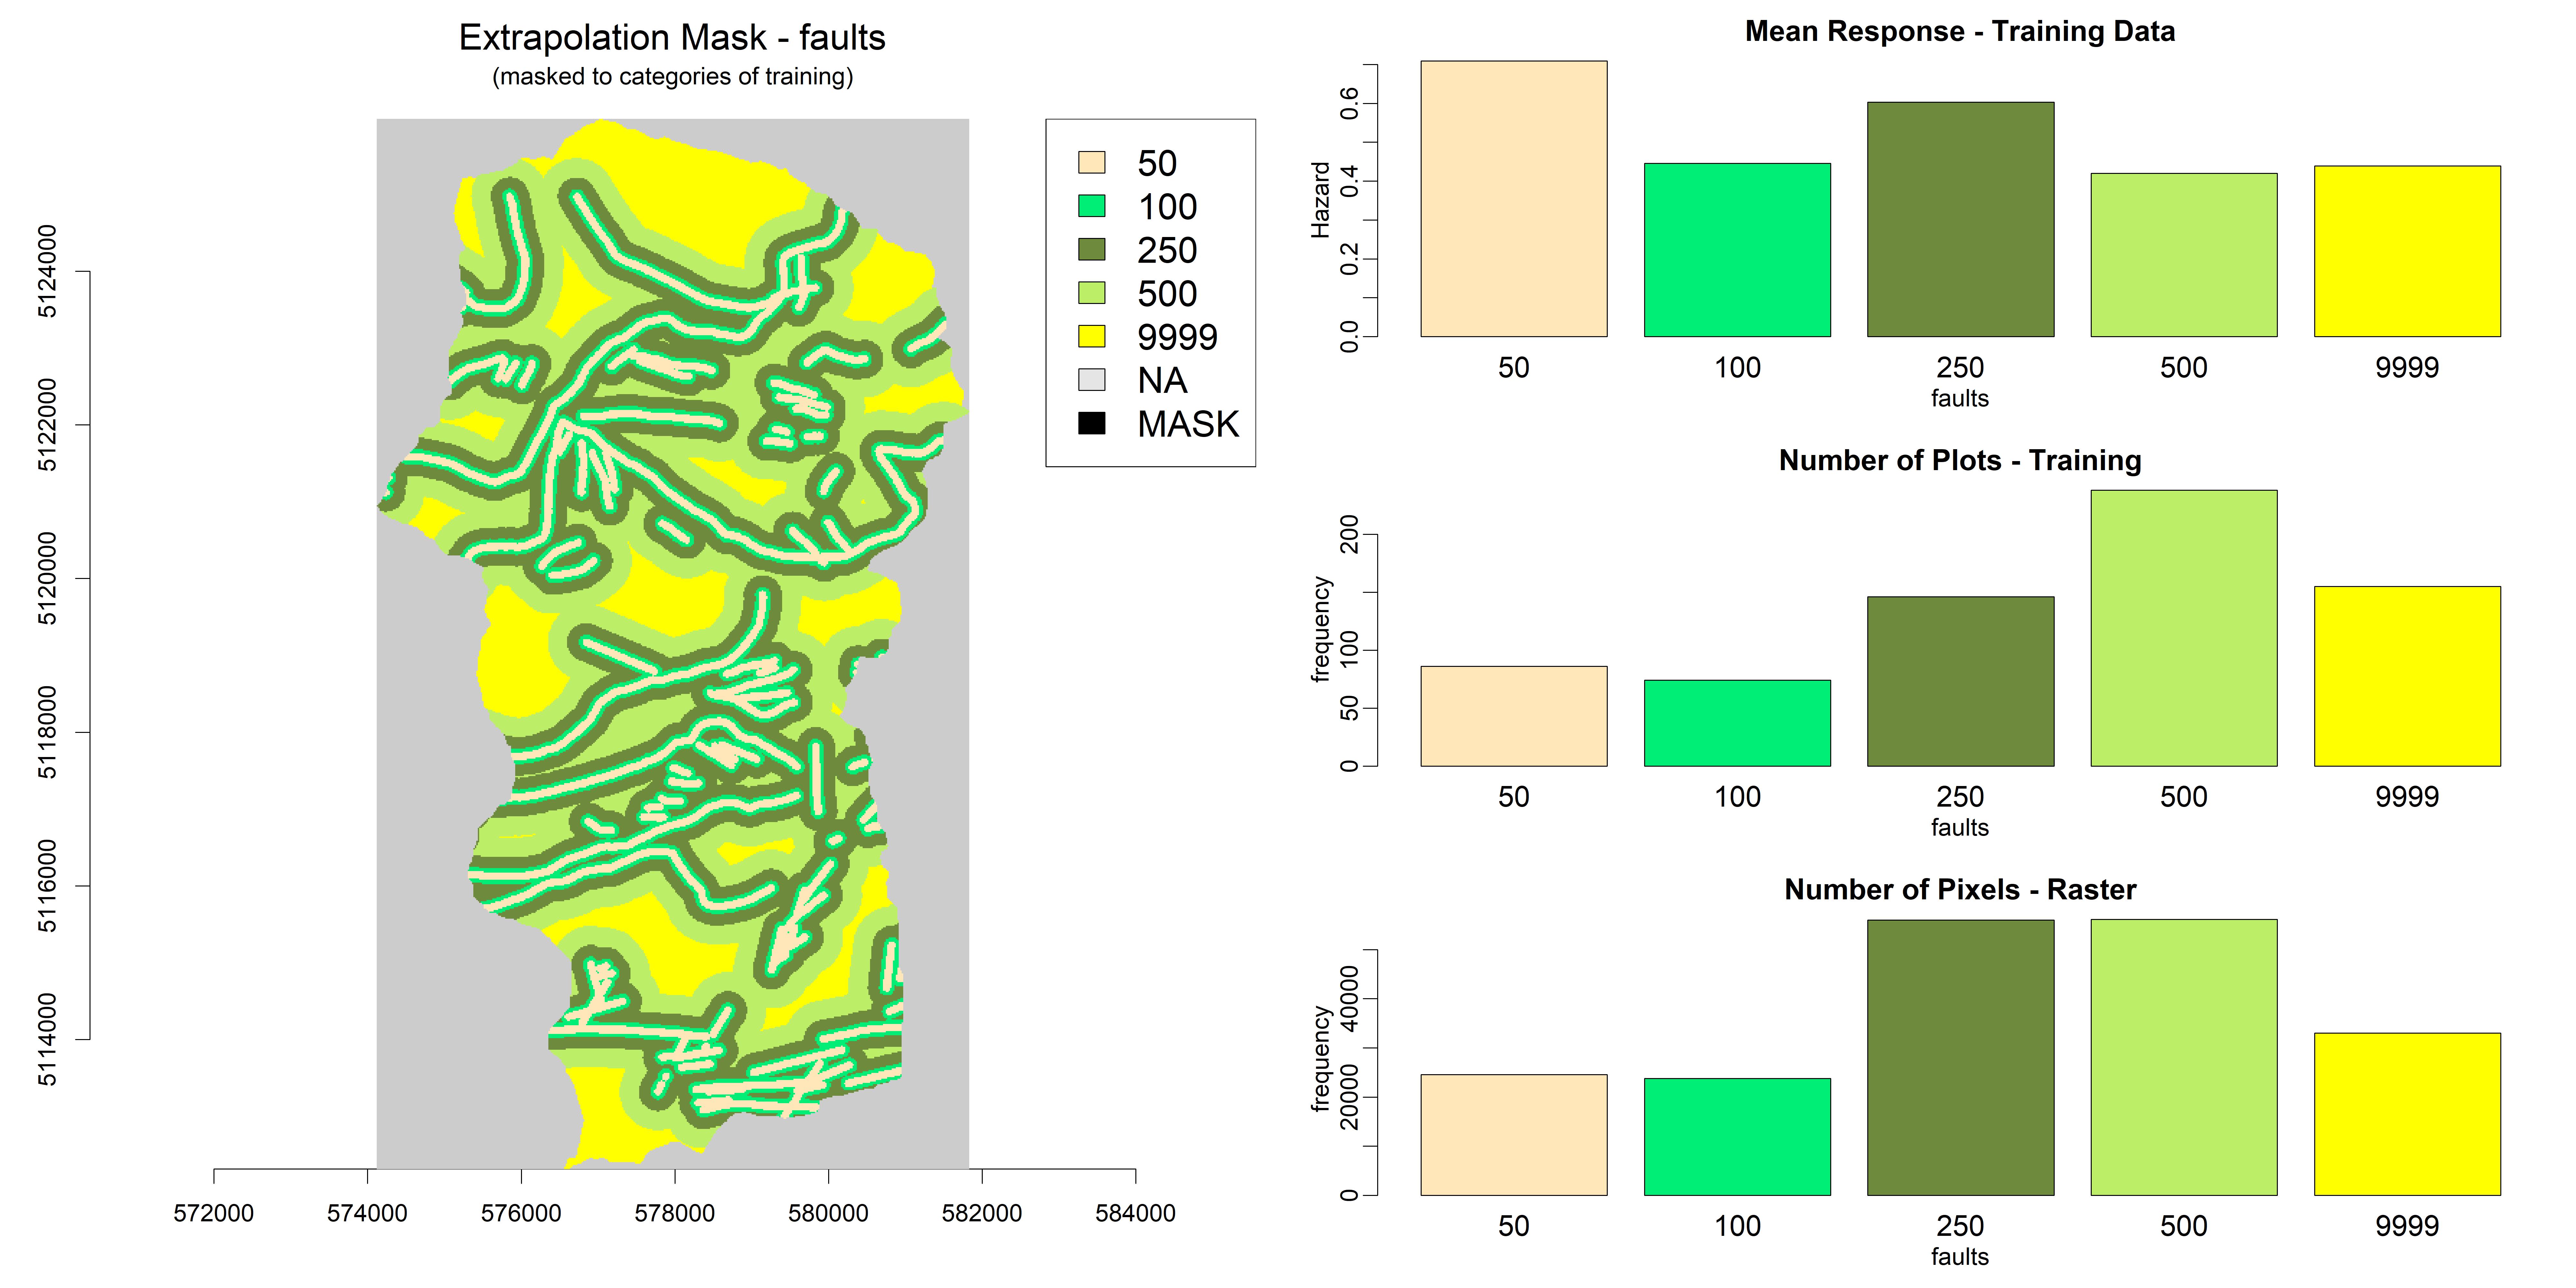 Extrapolation Mask - faults
(masked to categories of training)
5124000
5122000
5120000
5118000
5116000
5114000
572000 574000 576000 578000 580000 582000 584000
50
100
250
500
9999
NA
MASK
Mean Response - Training Data
Hazard
0.0 0.2 0.4 0.6
50 100 250 500 9999
faults
Number of Plots - Training
frequency
0 50 100 200
50 100 250 500 9999
faults
Number of Pixels - Raster
frequency
0 20000 40000
50 100 250 500 9999
faults